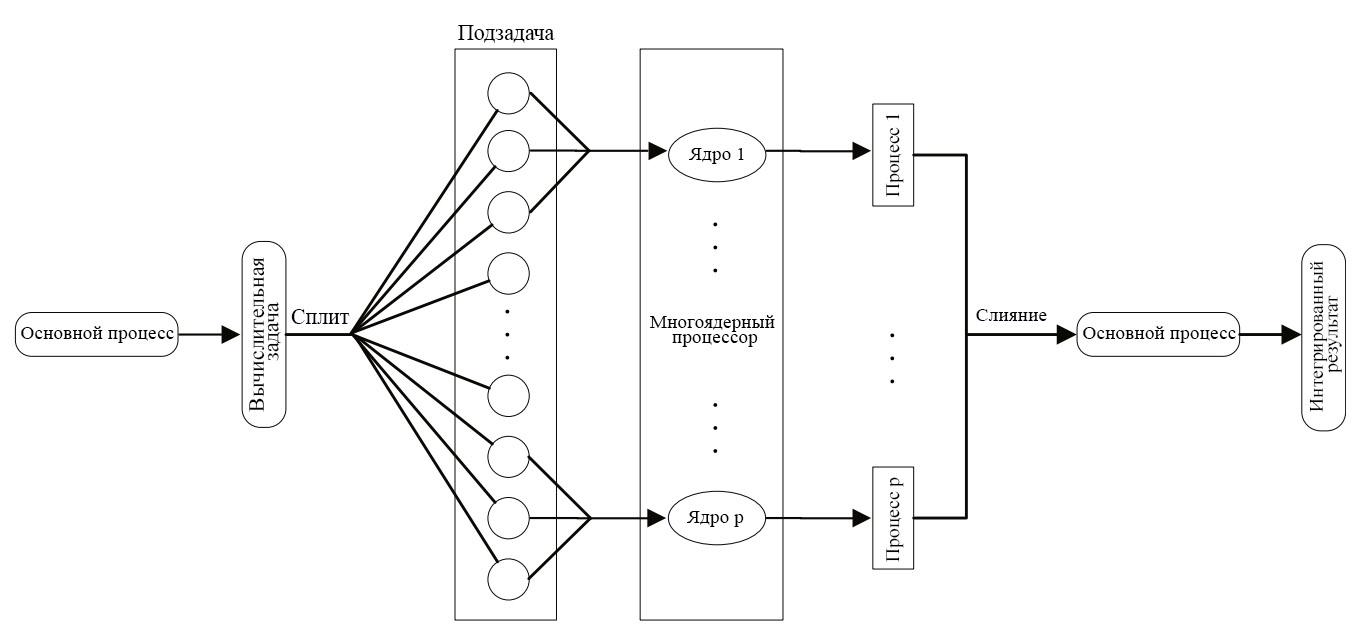 Подзадача
Основной процесс
Вычислительная
задача
Сплит
Ядро 1
Многоядерный
процессор
Ядро р
Процесс 1
Процесс р
Слияние
Основной процесс
Интегрированный
результат